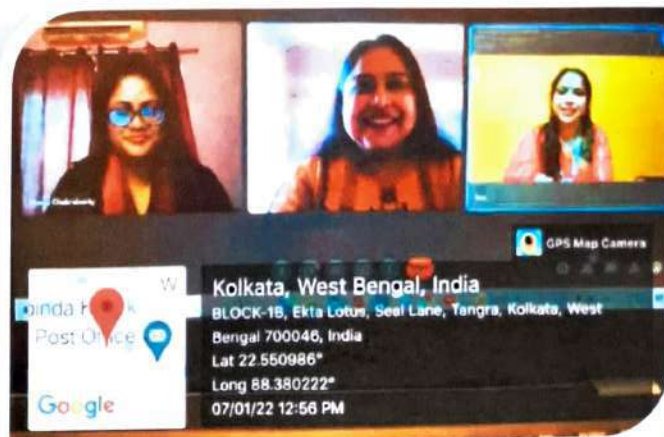 Chakraborty
GPS Map Camera
W
Post Office
Google
Kolkata, West Bengal, India
BLOCK-1B, Ekta Lotus, Seal Lane, Tangra, Kolkata, West
Bengal 700046, India
Lat 22.550986°
Long 88.380222°
07/01/22 12:56 PM